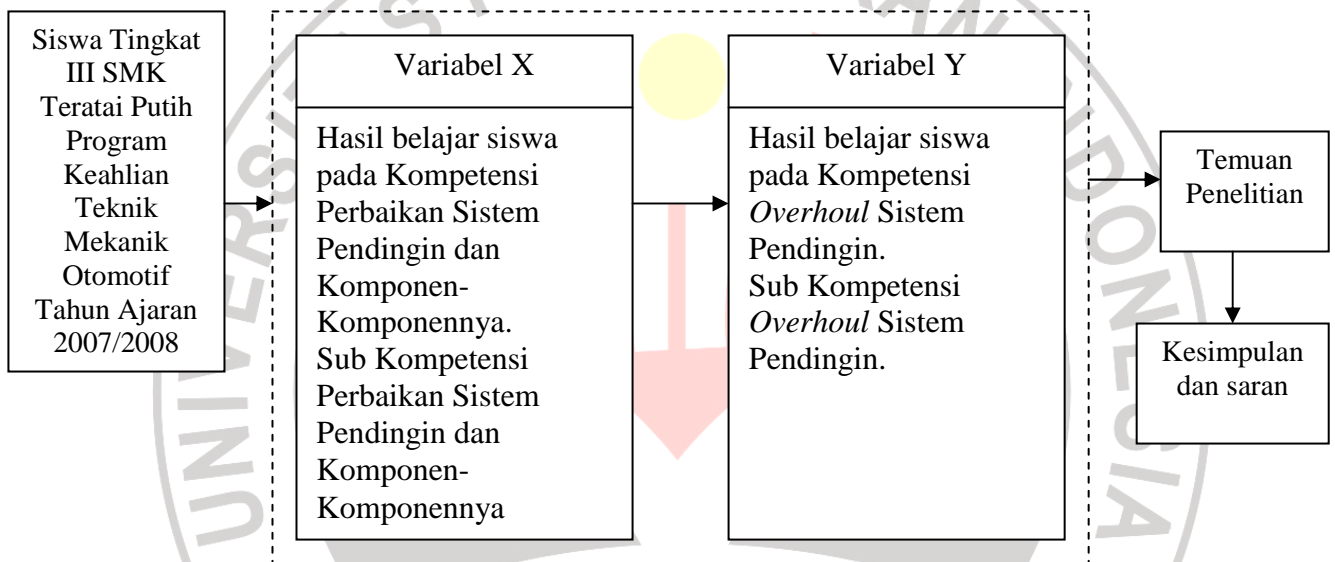 Siswa Tingkat
III SMK
Teratai Putih
Program
Keahlian
Teknik
Mekanik
Otomotif
Tahun Ajaran
2007/2008
Variabel X
Hasil belajar siswa
pada Kompetensi
Perbaikan Sistem
Pendingin dan
Komponen-
Komponennya.
Sub Kompetensi
Perbaikan Sistem
Pendingin dan
Komponen-
Komponennya
Variabel Y
Hasil belajar siswa
pada Kompetensi
Overhoul Sistem
Pendingin.
Sub Kompetensi
Overhoul Sistem
Pendingin.
Temuan
Penelitian
Kesimpulan
dan saran